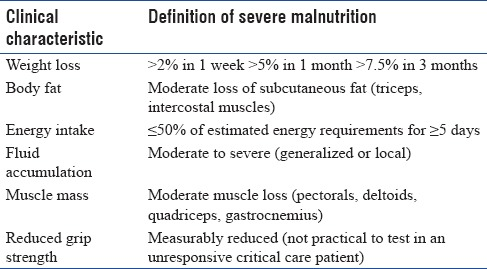 Clinical characteristic Definition of severe malnutrition
Weight loss >2% in 1 week >5% in 1 month >7.5% in 3 months
Body fat Moderate loss of subcutaneous fat (triceps,
intercostal muscles)
Energy intake ≤50% of estimated energy requirements for ≥5 days
Fluid accumulation Moderate to severe (generalized or local)
Muscle mass Moderate muscle loss (pectorals, deltoids,
quadriceps, gastrocnemius)
Reduced grip strength Measurably reduced (not practical to test in an
unresponsive critical care patient)